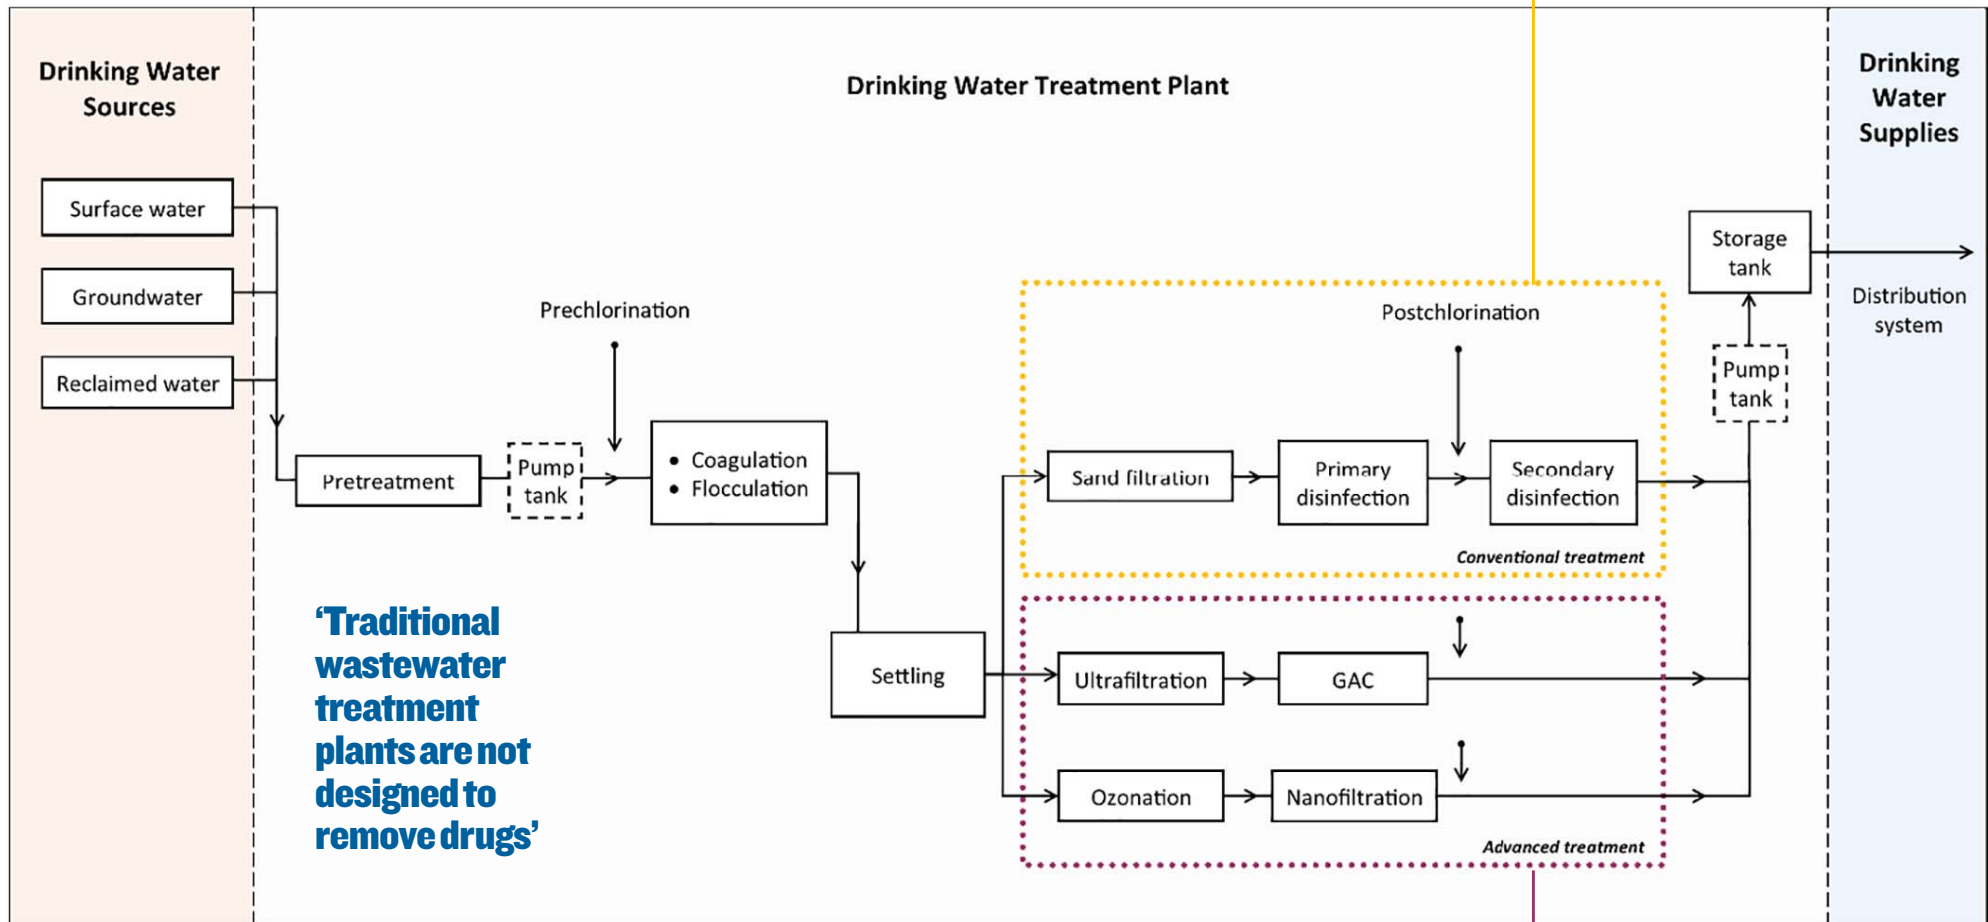 Drinking Water
Sources
Drinking Water Treatment Plant
Drinking
Water
Supplies
Surface water
Groundwater
Reclaimed water
Pretreatment
Pump
tank
Prechlorination
• Coagulation
• Flocculation
Settling
Postchlorination
Sand filtration
Primary
disinfection
Secondary
disinfection
Conventional treatment
Ultrafiltration
GAC
Ozonation
Nanofiltration
Advanced treatment
Pump
tank
Storage
tank
Distribution
system
‘Traditional
wastewater
treatment
plants are not
designed to
remove drugs’